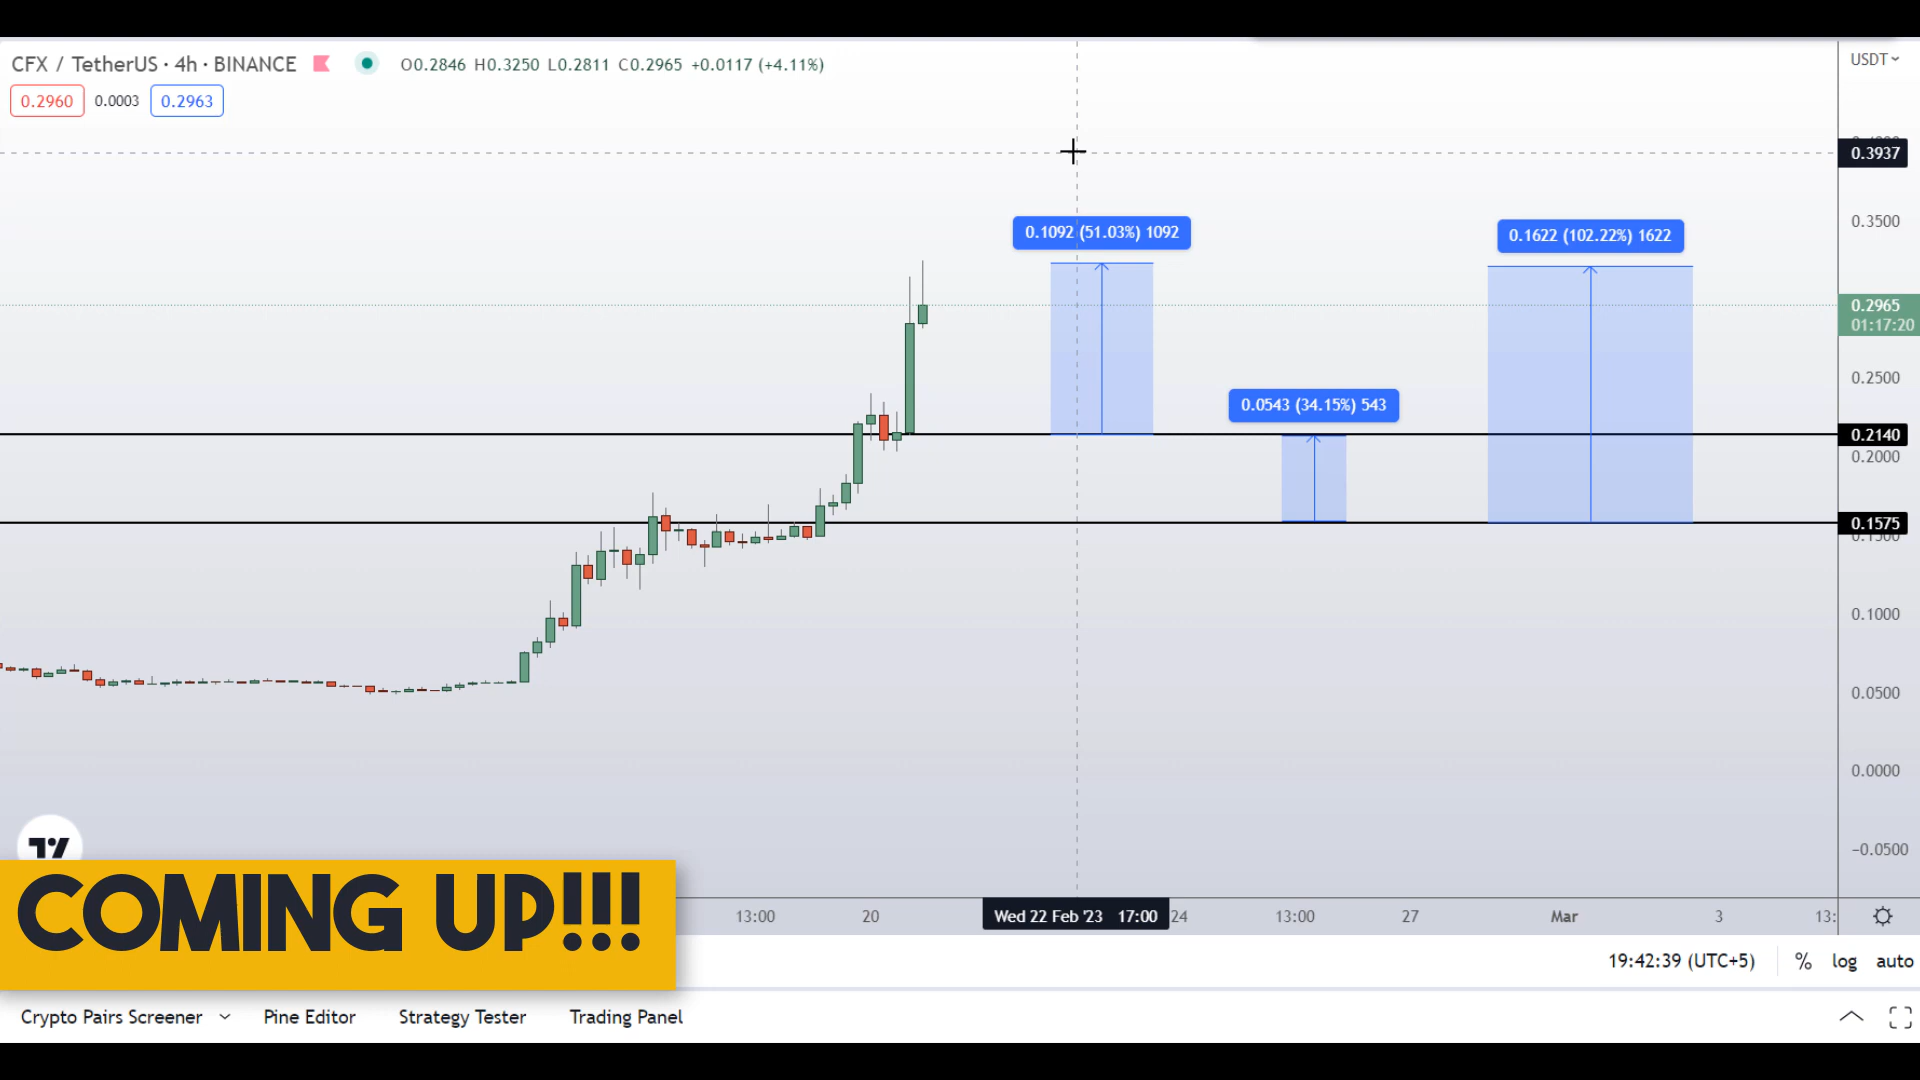 CFX / TetherUS · 4h · BINANCE
O0.2846 H0.3250 L0.2811 C0.2965 +0.0117 (+4.11%)
USDT
0.2960 0.0003 0.2963
0.3937
0.3500
0.1092 (51.03%) 1092
0.1622 (102.22%) 1622
0.2965
01:17:20
0.2500
0.0543 (34.15%) 543
0.2140
0.2000
0.1575
0.1500
0.1000
0.0500
0.0000
−0.0500
COMING UP!!!
13:00 20 Wed 22 Feb '23 17:00 24 13:00 27 Mar 3 13:
19:42:39 (UTC+5) % log auto
Crypto Pairs Screener Pine Editor Strategy Tester Trading Panel